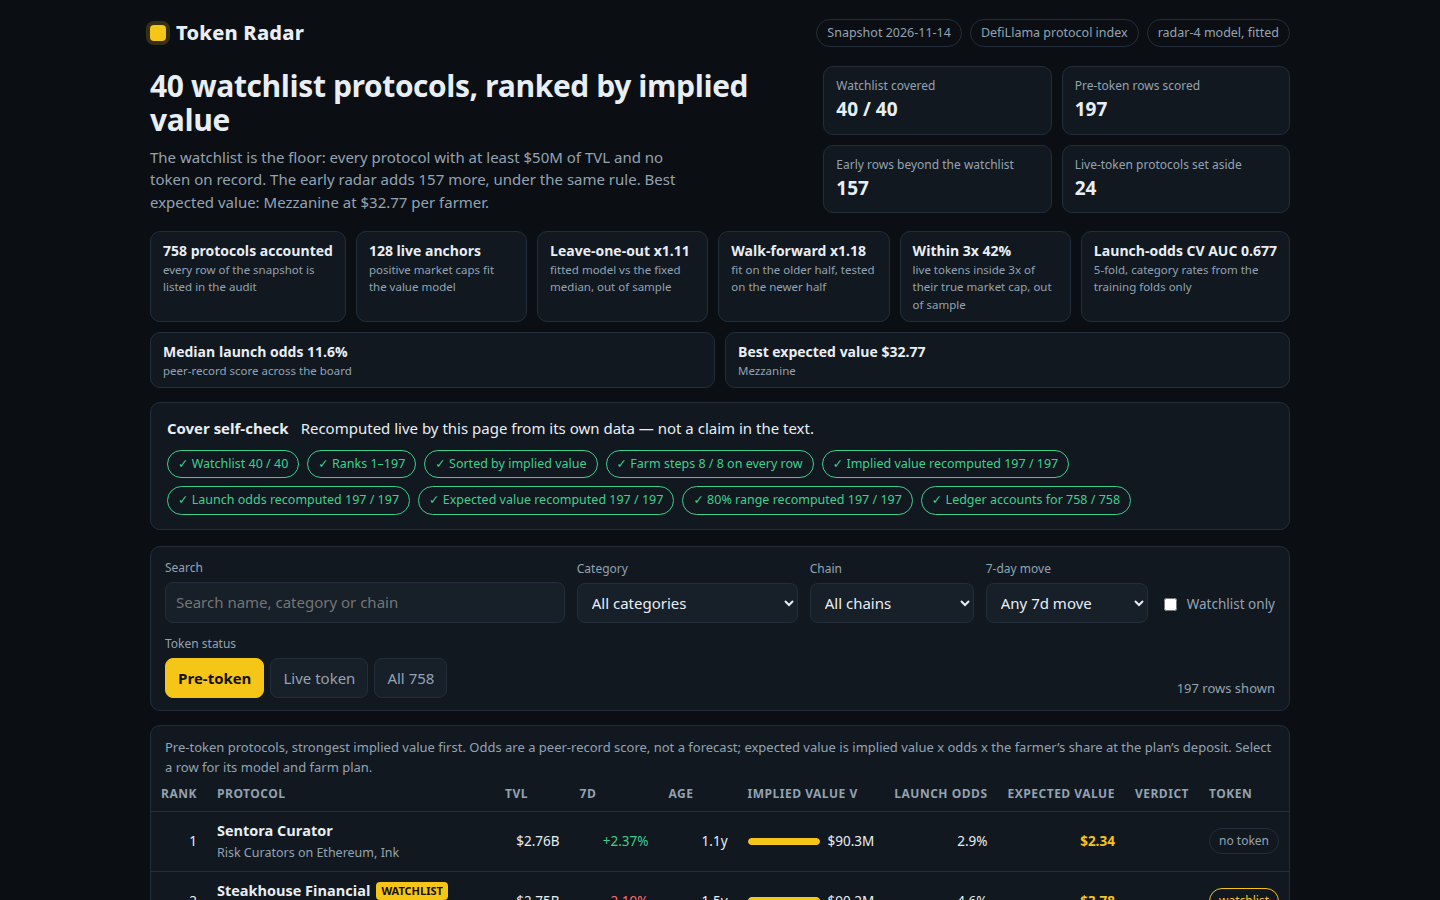 Token Radar
Snapshot 2026-11-14
DefiLlama protocol index
radar-4 model, fitted
40 watchlist protocols, ranked by implied
value
The watchlist is the floor: every protocol with at least $50M of TVL and no
token on record. The early radar adds 157 more, under the same rule. Best
expected value: Mezzanine at $32.77 per farmer.
Watchlist covered
40 / 40
Pre-token rows scored
197
Early rows beyond the watchlist
157
Live-token protocols set aside
24
758 protocols accounted
every row of the snapshot is
listed in the audit
128 live anchors
positive market caps fit
the value model
Leave-one-out x1.11
fitted model vs the fixed
median, out of sample
Walk-forward x1.18
fit on the older half, tested
on the newer half
Within 3x 42%
live tokens inside 3x of
their true market cap, out
of sample
Launch-odds CV AUC 0.677
5-fold, category rates from the
training folds only
Median launch odds 11.6%
peer-record score across the board
Best expected value $32.77
Mezzanine
Cover self-check Recomputed live by this page from its own data — not a claim in the text.
✓ Watchlist 40 / 40
✓ Ranks 1–197
✓ Sorted by implied value
✓ Farm steps 8 / 8 on every row
✓ Implied value recomputed 197 / 197
✓ Launch odds recomputed 197 / 197
✓ Expected value recomputed 197 / 197
✓ 80% range recomputed 197 / 197
✓ Ledger accounts for 758 / 758
Search
Search name, category or chain
Category
All categories
Chain
All chains
7-day move
Any 7d move
Watchlist only
Token status
Pre-token
Live token
All 758
197 rows shown
Pre-token protocols, strongest implied value first. Odds are a peer-record score, not a forecast; expected value is implied value x odds x the farmer's share at the plan's deposit. Select
a row for its model and farm plan.
RANK PROTOCOL TVL 7D AGE IMPLIED VALUE V LAUNCH ODDS EXPECTED VALUE VERDICT TOKEN
1 Sentora Curator $2.76B +2.37% 1.1y $90.3M 2.9% $2.34 no token
Risk Curators on Ethereum, Ink
Steakhouse Financial WATCHLIST